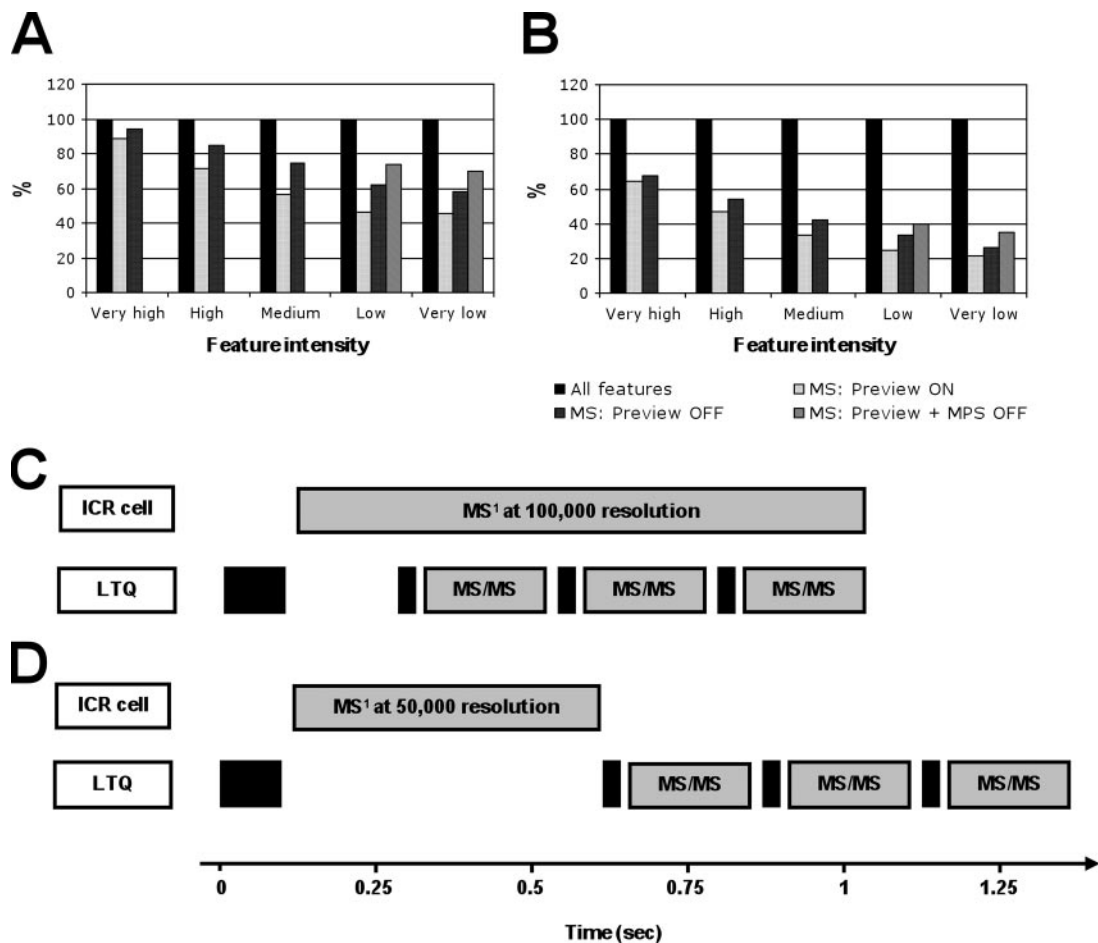 A
B
120
100
80
60
40
20
0
%
Very high High Medium Low Very low
Feature intensity
120
100
80
60
40
20
0
%
Very high High Medium Low Very low
Feature intensity
All features MS: Preview ON
MS: Preview OFF MS: Preview + MPS OFF
C
ICR cell MS¹ at 100,000 resolution
LTQ MS/MS MS/MS MS/MS
D
ICR cell MS¹ at 50,000 resolution
LTQ MS/MS MS/MS MS/MS
0 0.25 0.5 0.75 1 1.25
Time (sec)